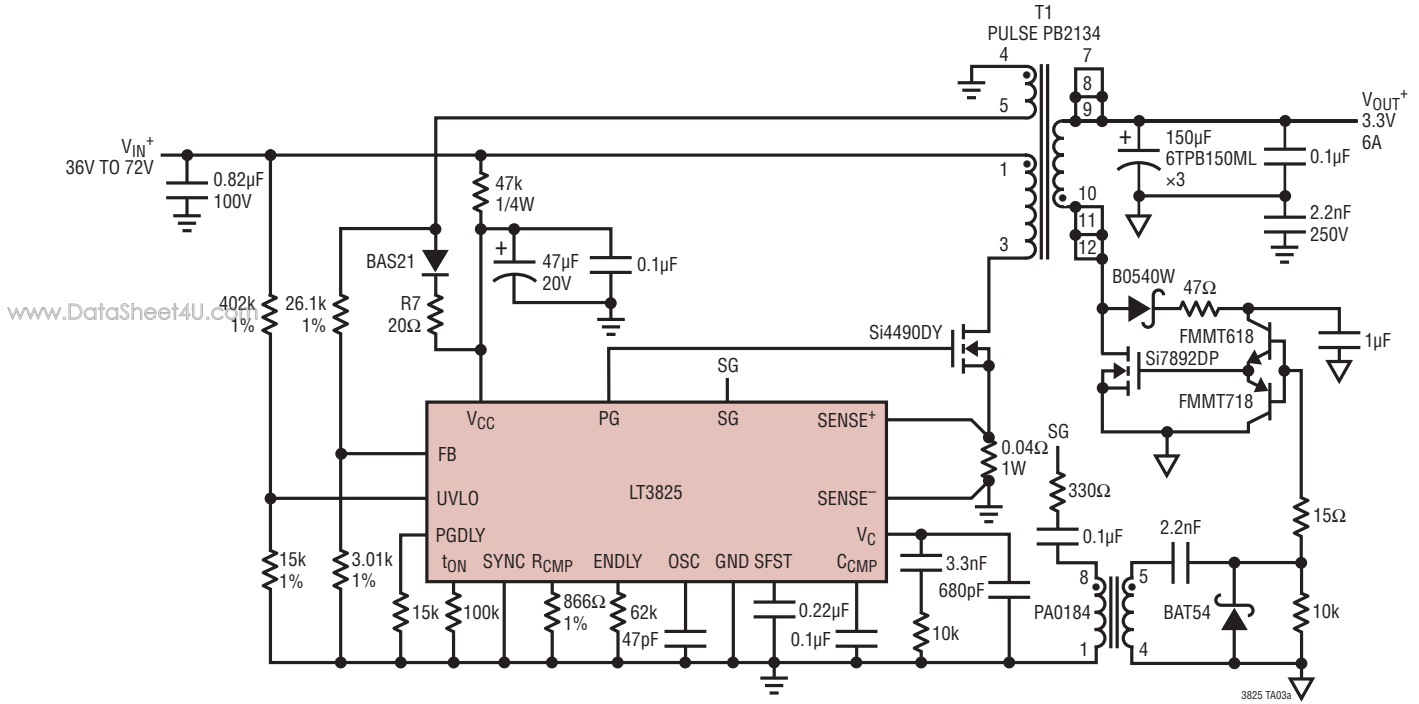 T1
PULSE PB2134
4
5
7
8
9
VIN+
36V TO 72V
0.82µF
100V
47k
1/4W
1
3
10
11
12
150µF
6TPB150ML
×3
0.1µF
VOUT+
3.3V
6A
2.2nF
250V
BAS21
R7
20Ω
+
47µF
20V
0.1µF
+
www.DataSheet4U.com
402k
1%
26.1k
1%
B0540W
47Ω
FMMT618
1µF
Si4490DY
Si7892DP
FMMT718
SG
VCC
PG
SG
SENSE+
FB
UVLO
LT3825
SENSE−
0.04Ω
1W
SG
330Ω
0.1µF
15Ω
PGDLY
tON
SYNC
RCMP
ENDLY
OSC
GND
SFST
VC
CCMP
15k
1%
3.01k
1%
15k
100k
866Ω
1%
62k
47pF
0.22µF
0.1µF
3.3nF
680pF
10k
8
1
PA0184
5
4
2.2nF
BAT54
10k
3825 TA03a